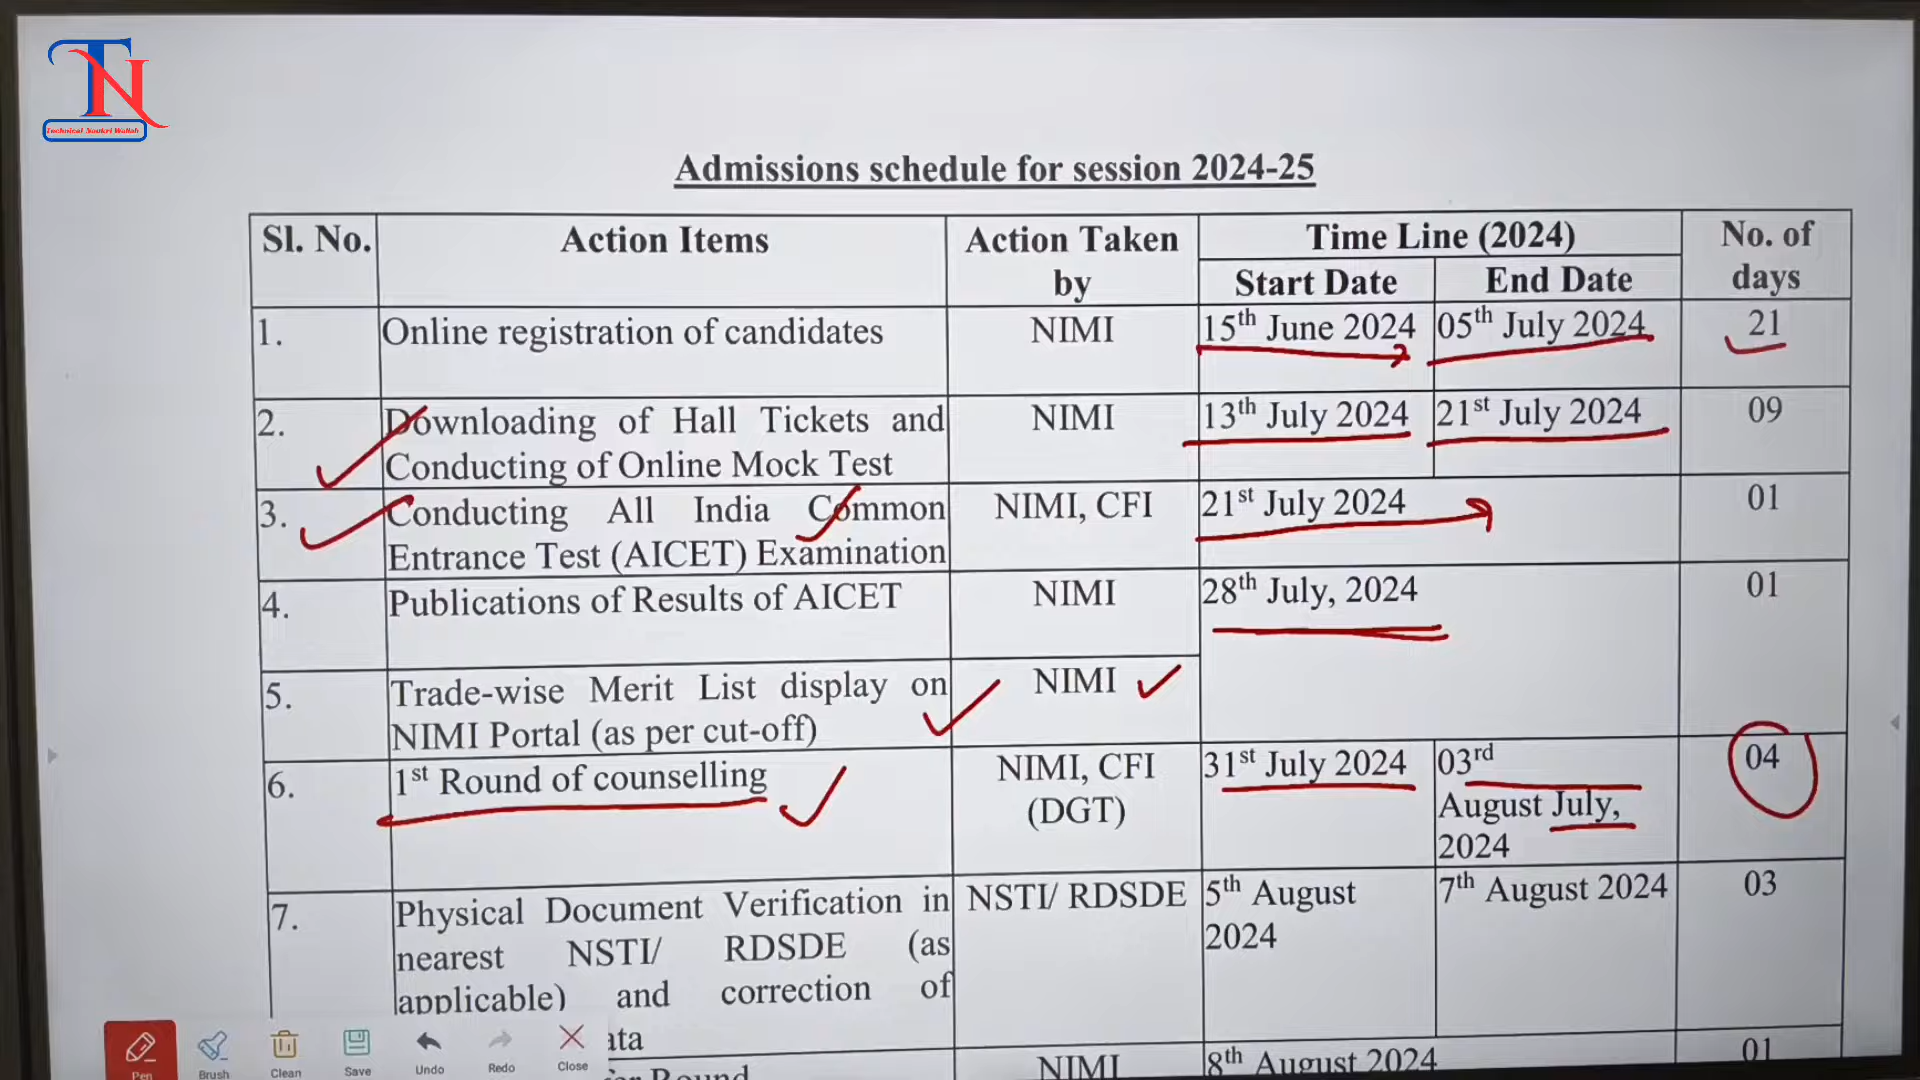 TN
Technical Naukri Wallah
Admissions schedule for session 2024-25
Sl. No.
Action Items
Action Taken
by
Time Line (2024)
Start Date
End Date
No. of
days
1.
Online registration of candidates
NIMI
15th June 2024
05th July 2024
21
2.
Downloading of Hall Tickets and
Conducting of Online Mock Test
NIMI
13th July 2024
21st July 2024
09
3.
Conducting All India Common
Entrance Test (AICET) Examination
NIMI, CFI
21st July 2024
01
4.
Publications of Results of AICET
NIMI
28th July, 2024
01
5.
Trade-wise Merit List display on
NIMI Portal (as per cut-off)
NIMI
6.
1st Round of counselling
NIMI, CFI
(DGT)
31st July 2024
03rd
August July,
2024
04
7.
Physical Document Verification in
nearest NSTI/ RDSDE (as
applicable) and correction of
NSTI/ RDSDE
5th August
2024
7th August 2024
03
Round
NIMI
8th August 2024
01
Pen
Brush
Clean
Save
Undo
Redo
Close